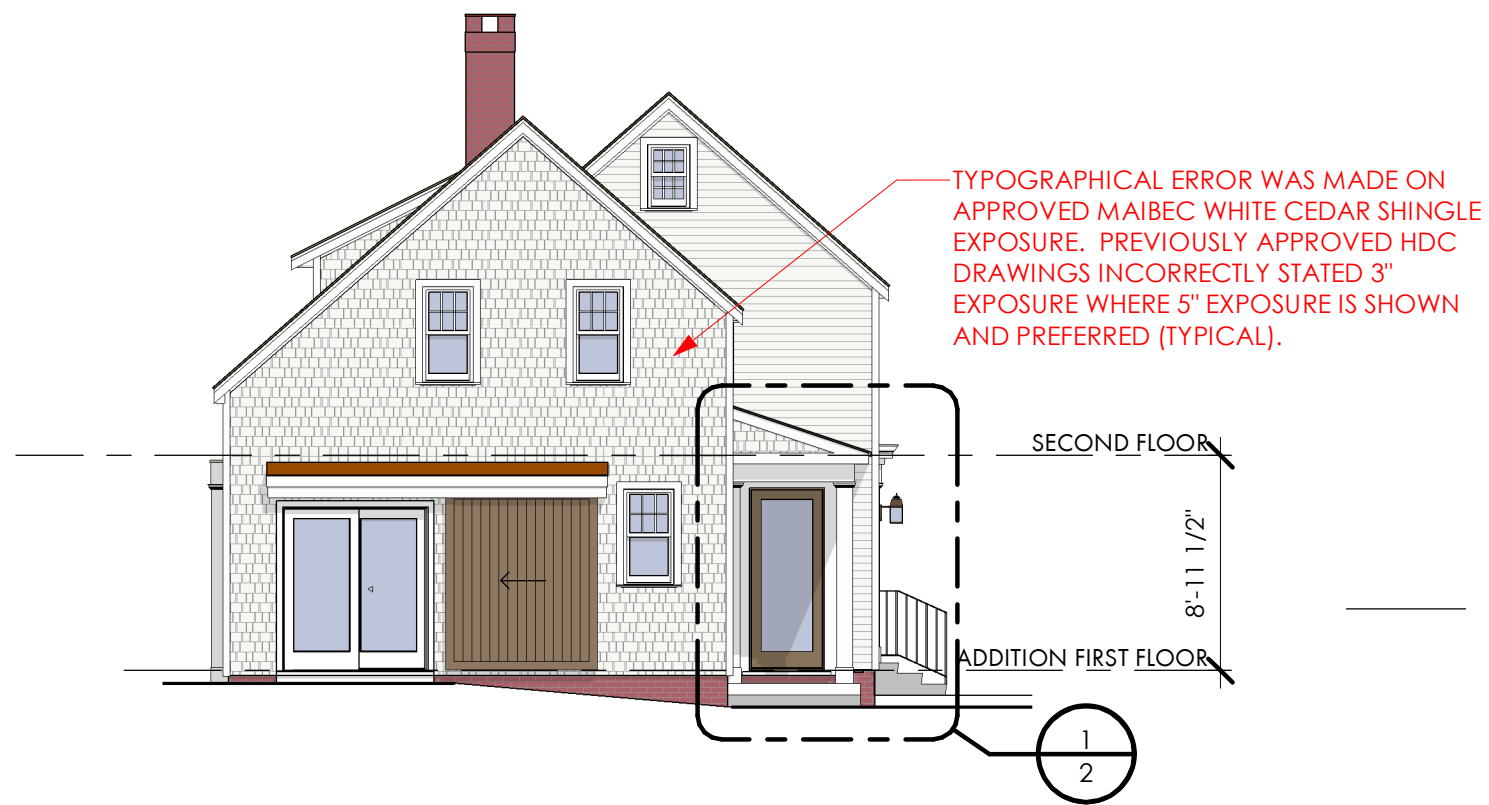 TYPOGRAPHICAL ERROR WAS MADE ON
APPROVED MAIBEC WHITE CEDAR SHINGLE
EXPOSURE. PREVIOUSLY APPROVED HDC
DRAWINGS INCORRECTLY STATED 3"
EXPOSURE WHERE 5" EXPOSURE IS SHOWN
AND PREFERRED (TYPICAL).
SECOND FLOOR
8'-11 1/2"
ADDITION FIRST FLOOR
1
2